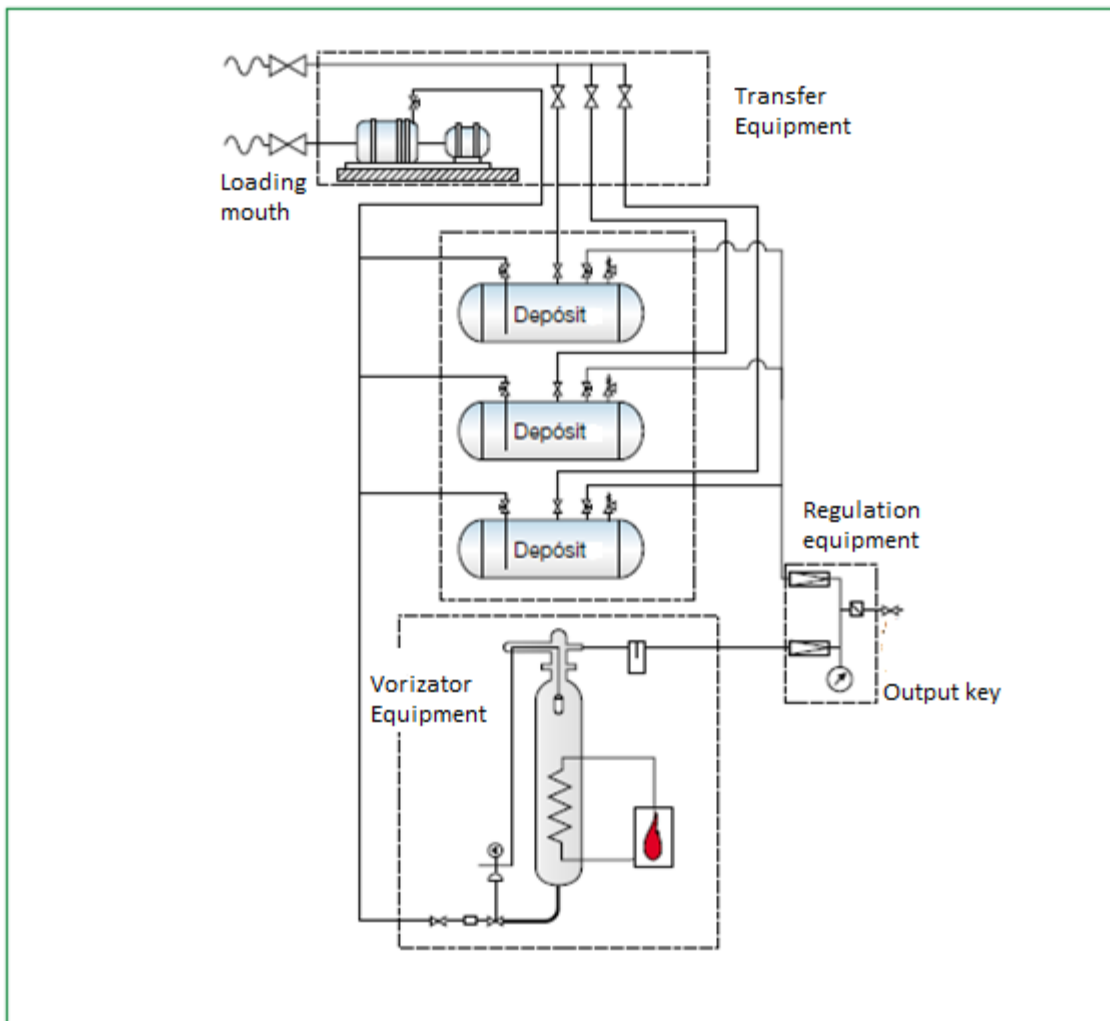 Transfer
Equipment
Loading
mouth
Depósit
Depósit
Depósit
Regulation
equipment
Vorizator
Equipment
Output key